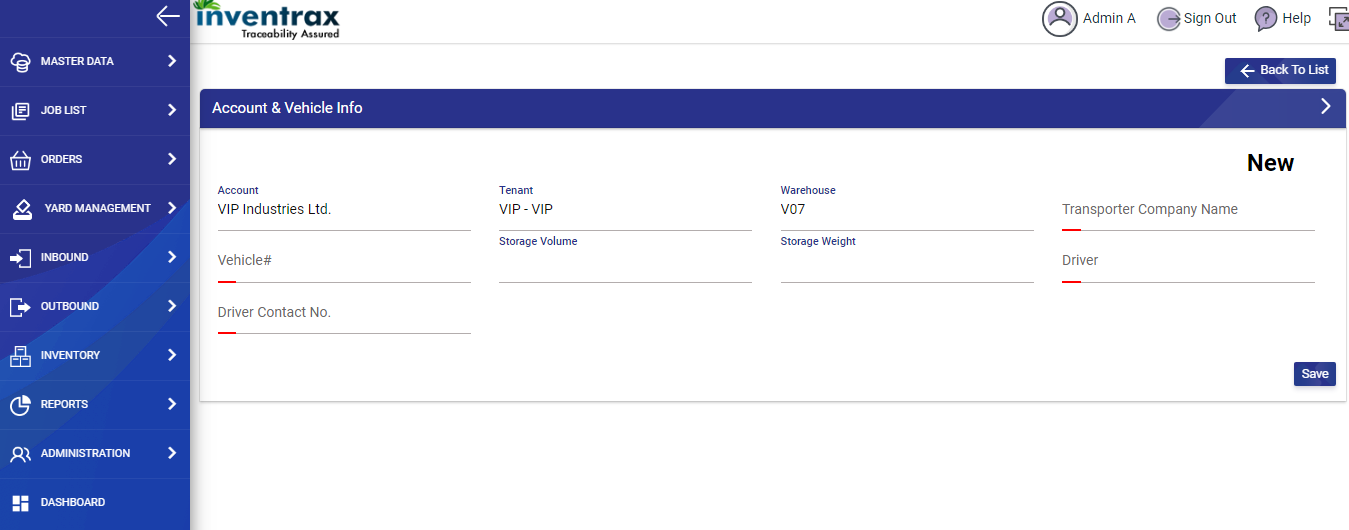 inventrax
Traceability Assured
Admin A
Sign Out
Help
MASTER DATA
JOB LIST
ORDERS
YARD MANAGEMENT
INBOUND
OUTBOUND
INVENTORY
REPORTS
ADMINISTRATION
DASHBOARD
Back To List
Account & Vehicle Info
New
Account
VIP Industries Ltd.
Tenant
VIP - VIP
Warehouse
V07
Transporter Company Name
Vehicle#
Storage Volume
Storage Weight
Driver
Driver Contact No.
Save